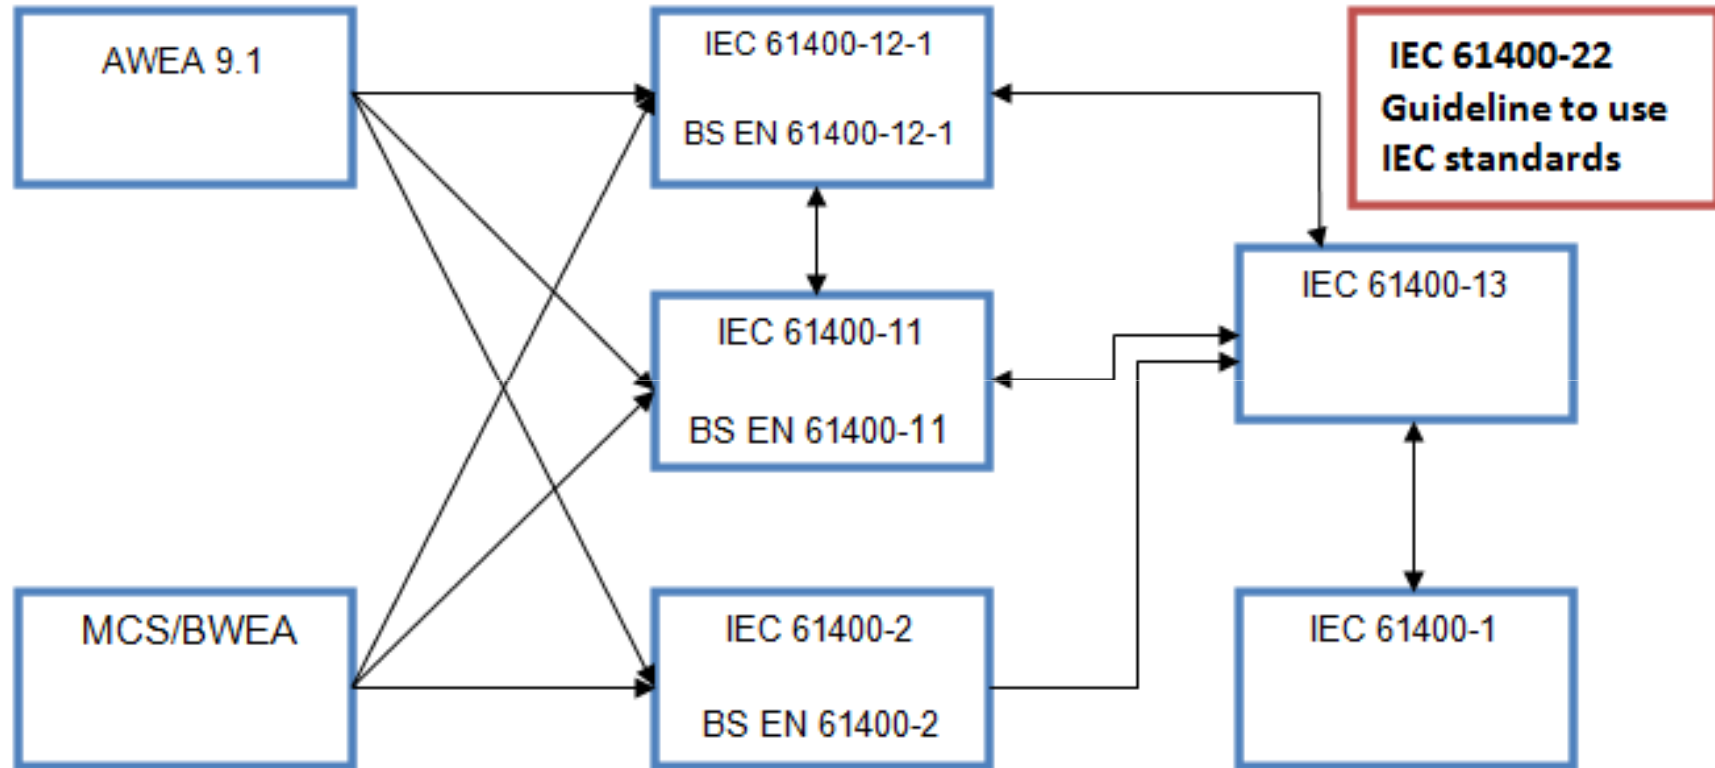 AWEA 9.1
IEC 61400-12-1
BS EN 61400-12-1
IEC 61400-22
Guideline to use
IEC standards
IEC 61400-11
BS EN 61400-11
IEC 61400-13
MCS/BWEA
IEC 61400-2
BS EN 61400-2
IEC 61400-1